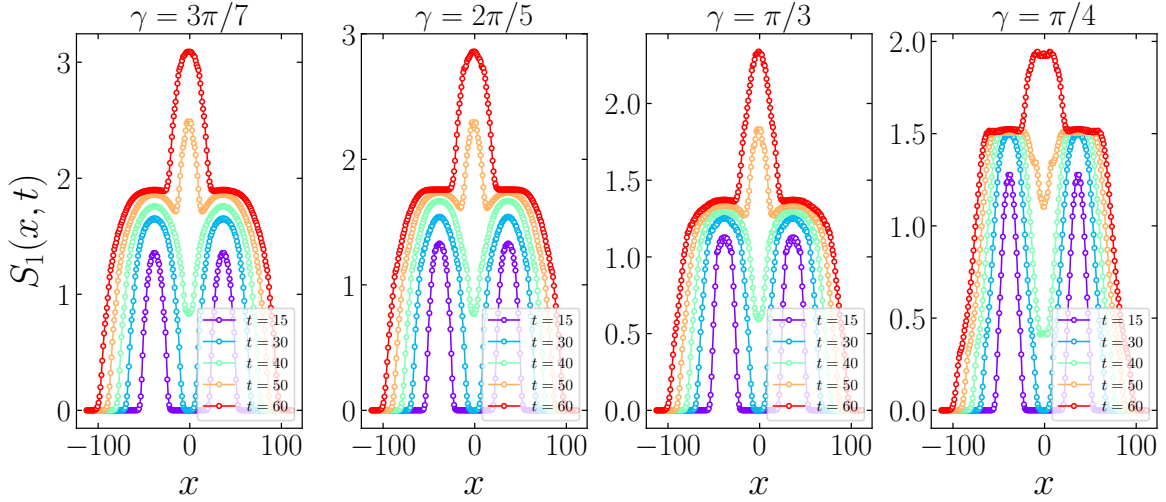 γ = 3π/7
γ = 2π/5
γ = π/3
γ = π/4
S₁(x, t)
3
2
1
0
−100 0 100
x
t = 15
t = 30
t = 40
t = 50
t = 60
3
2
1
0
−100 0 100
x
t = 15
t = 30
t = 40
t = 50
t = 60
2.0
1.5
1.0
0.5
0.0
−100 0 100
x
t = 15
t = 30
t = 40
t = 50
t = 60
2.0
1.5
1.0
0.5
0.0
−100 0 100
x
t = 15
t = 30
t = 40
t = 50
t = 60